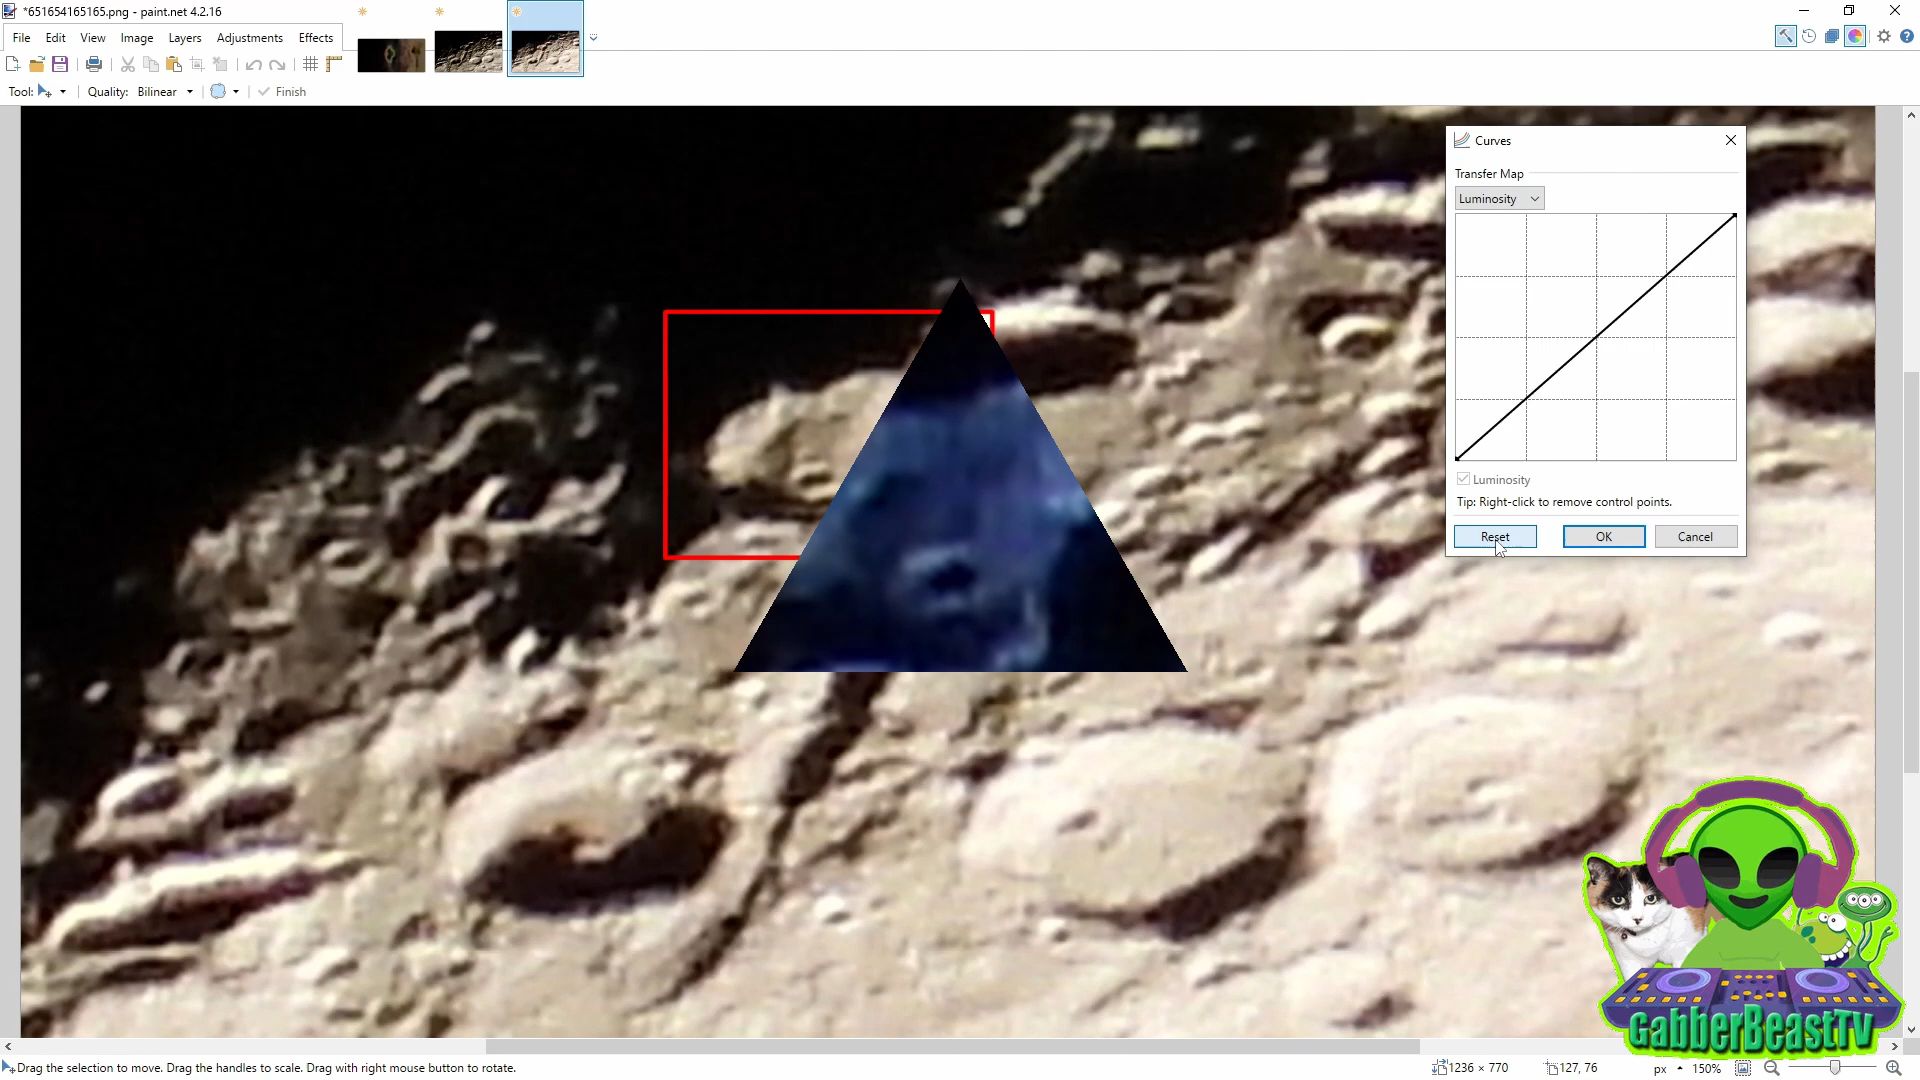 *651654165165.png - paint.net 4.2.16
File Edit View Image Layers Adjustments Effects
Tool: Quality: Bilinear Finish
Curves
Transfer Map
Luminosity
Luminosity
Tip: Right-click to remove control points.
Reset OK Cancel
GabberBeastTV
Drag the selection to move. Drag the handles to scale. Drag with right mouse button to rotate.
1236 × 770
127, 76
px
150%